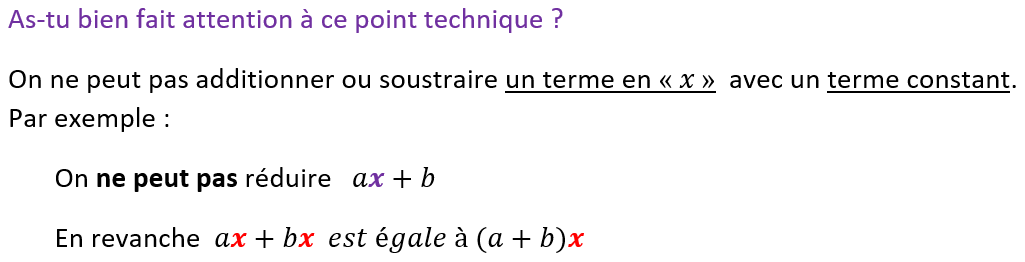 As-tu bien fait attention à ce point technique ?
On ne peut pas additionner ou soustraire un terme en « x » avec un terme constant.
Par exemple :
On ne peut pas réduire ax + b
En revanche ax + bx est égale à (a + b)x